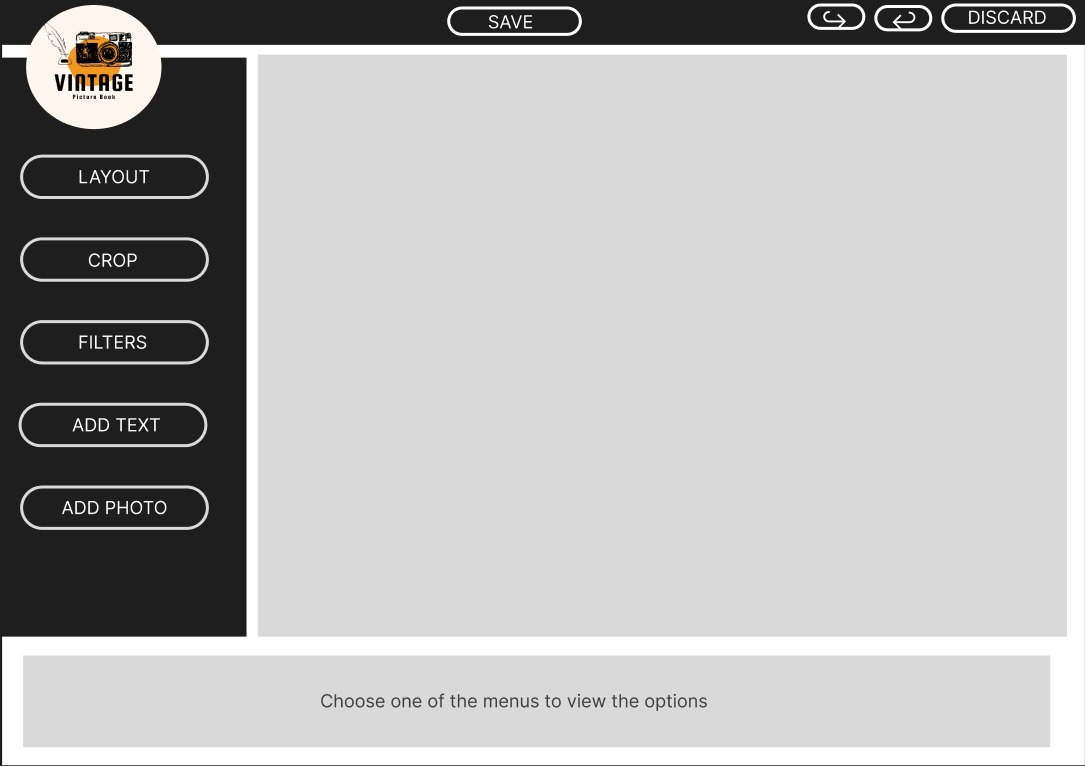 SAVE
DISCARD
VINTAGE
Picture Book
LAYOUT
CROP
FILTERS
ADD TEXT
ADD PHOTO
Choose one of the menus to view the options